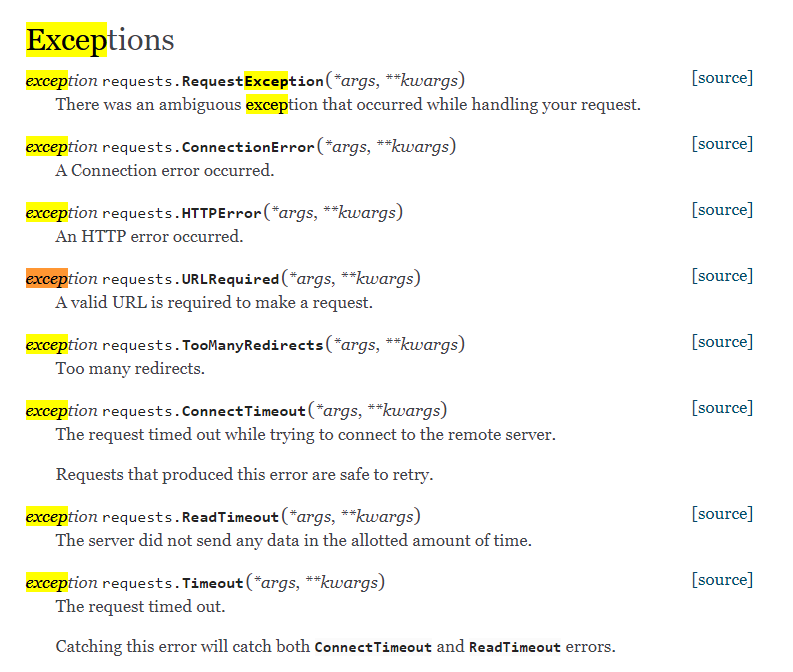 Exceptions
exception requests.RequestException(*args, **kwargs) [source]
There was an ambiguous exception that occurred while handling your request.
exception requests.ConnectionError(*args, **kwargs) [source]
A Connection error occurred.
exception requests.HTTPError(*args, **kwargs) [source]
An HTTP error occurred.
exception requests.URLRequired(*args, **kwargs) [source]
A valid URL is required to make a request.
exception requests.TooManyRedirects(*args, **kwargs) [source]
Too many redirects.
exception requests.ConnectTimeout(*args, **kwargs) [source]
The request timed out while trying to connect to the remote server.
Requests that produced this error are safe to retry.
exception requests.ReadTimeout(*args, **kwargs) [source]
The server did not send any data in the allotted amount of time.
exception requests.Timeout(*args, **kwargs) [source]
The request timed out.
Catching this error will catch both ConnectTimeout and ReadTimeout errors.